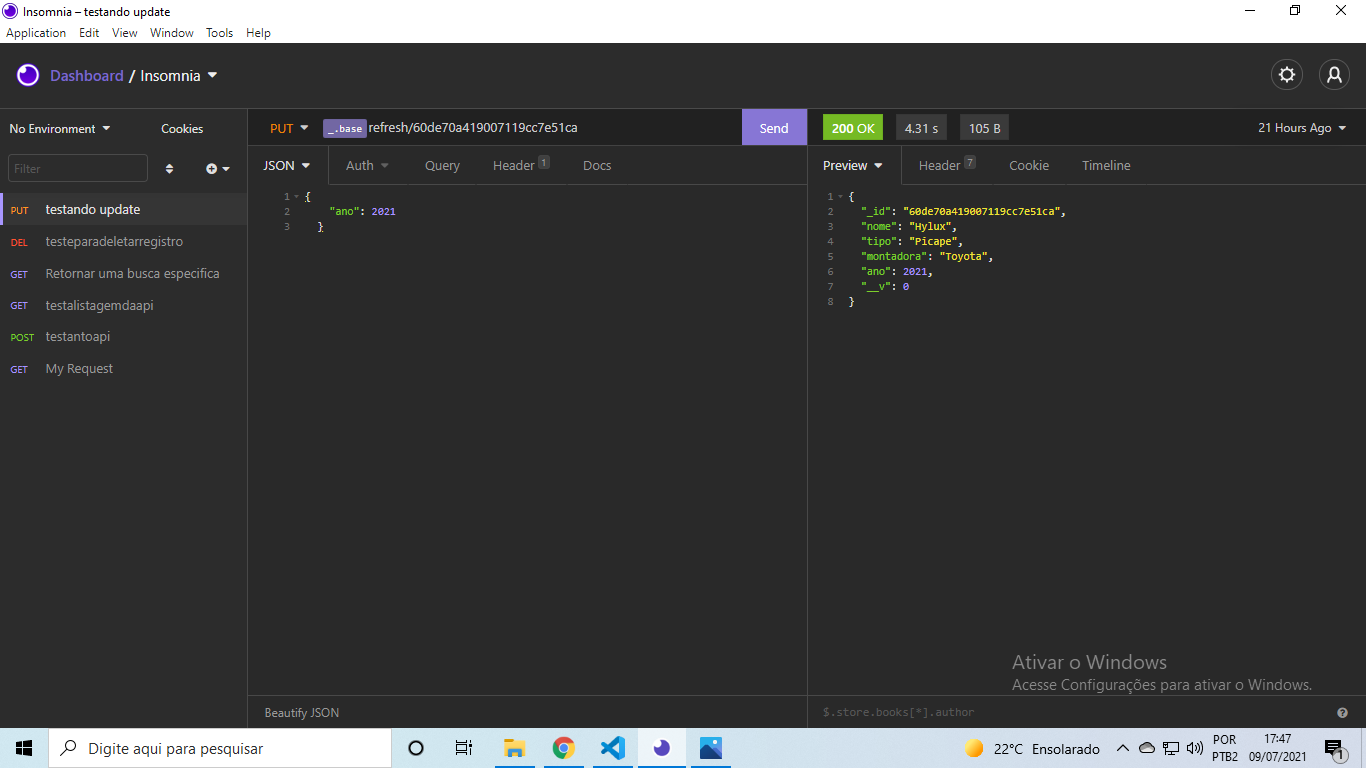 Insomnia – testando update
Application Edit View Window Tools Help
Dashboard / Insomnia
No Environment Cookies
PUT _.base refresh/60de70a419007119cc7e51ca Send
200 OK 4.31 s 105 B 21 Hours Ago
Filter
JSON Auth Query Header 1 Docs
Preview Header 7 Cookie Timeline
PUT testando update
DEL testeparadeletarregistro
GET Retornar uma busca especifica
GET testalistagemdaapi
POST testantoapi
GET My Request
1 {
2 "ano": 2021
3 }
1 {
2 "_id": "60de70a419007119cc7e51ca",
3 "nome": "Hylux",
4 "tipo": "Picape",
5 "montadora": "Toyota",
6 "ano": 2021,
7 "__v": 0
8 }
Ativar o Windows
Acesse Configurações para ativar o Windows.
Beautify JSON
$.store.books[*].author
Digite aqui para pesquisar
22°C Ensolarado
POR
PTB2
17:47
09/07/2021
1